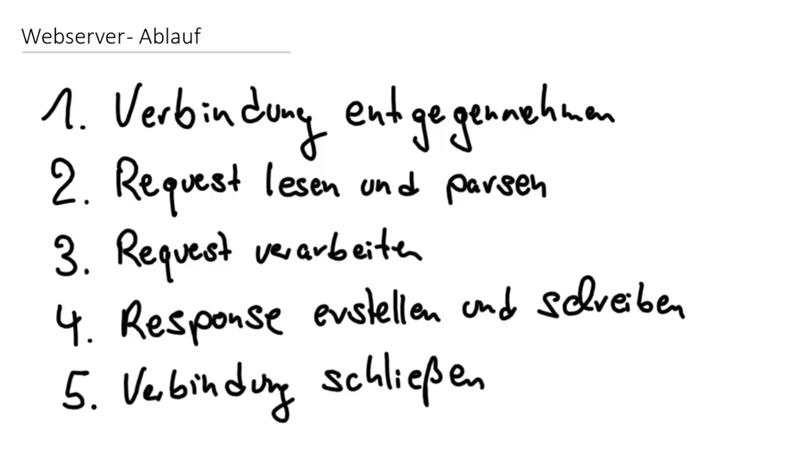 Webserver- Ablauf
1. Verbindung entgegennehmen
2. Request lesen und parsen
3. Request verarbeiten
4. Response erstellen und schreiben
5. Verbindung schließen